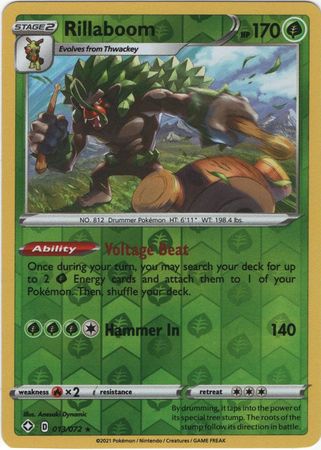 STAGE 2 Rillaboom HP 170
Evolves from Thwackey
NO. 812 Drummer Pokémon HT: 6'11" WT: 198.4 lbs.
Ability Voltage Beat
Once during your turn, you may search your deck for up
to 2 Energy cards and attach them to 1 of your
Pokémon. Then, shuffle your deck.
Hammer In 140
weakness ×2 resistance retreat
Illus. Anesaki Dynamic
D 013/072 ★
By drumming, it taps into the power of
its special tree stump. The roots of the
stump follow its direction in battle.
©2021 Pokémon / Nintendo / Creatures / GAME FREAK